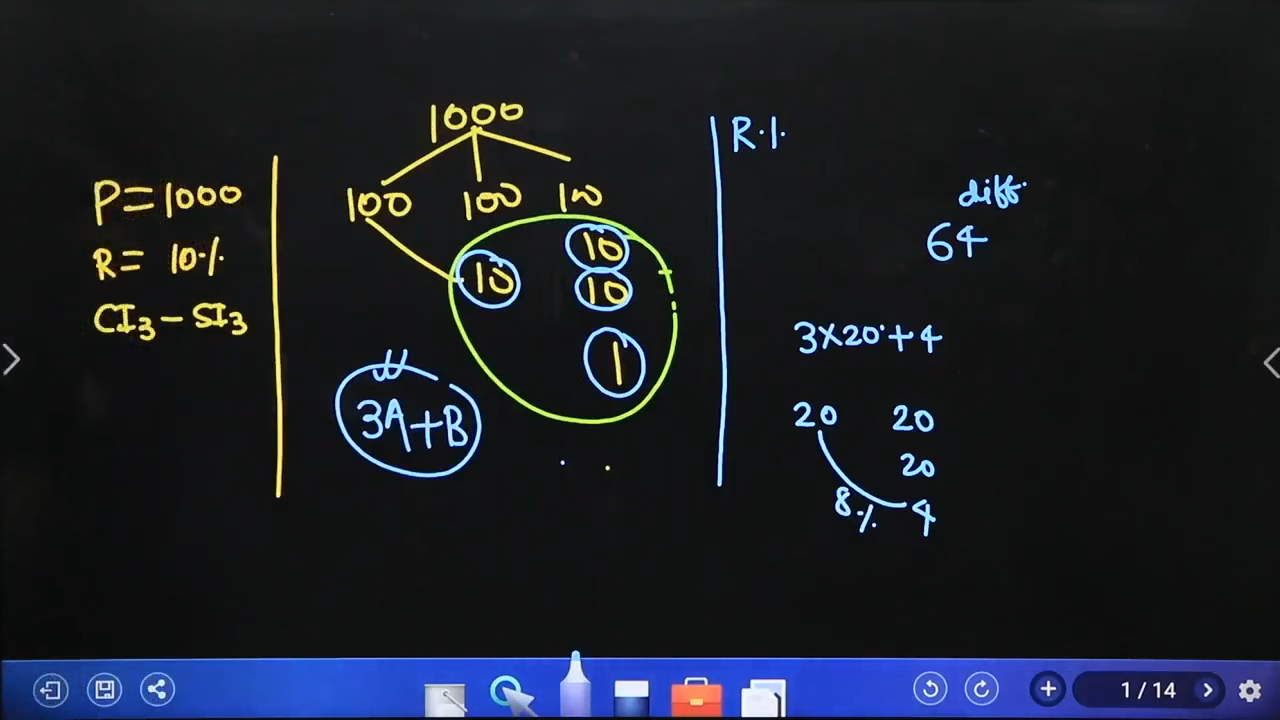 P=1000
R= 10%
CI₃-SI₃
1000
100 100 100
10 10
10
1
3A+B
R%
diff.
64
3×20+4
20 20
20
8% 4
1 / 14